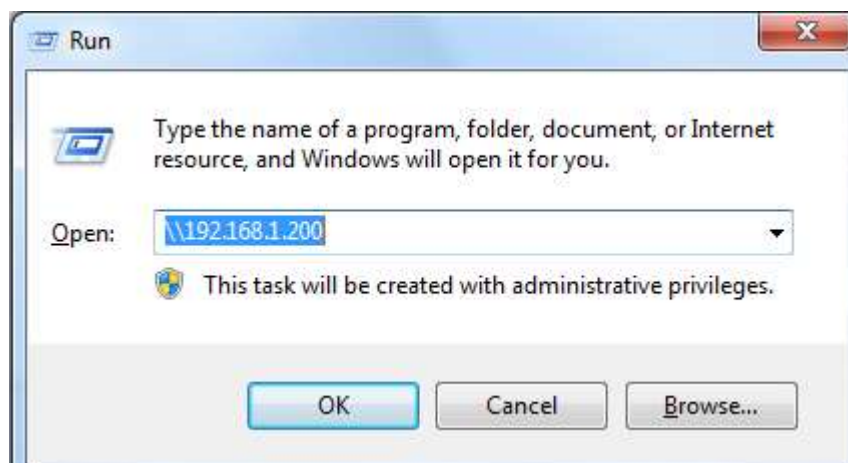 Run
Type the name of a program, folder, document, or Internet
resource, and Windows will open it for you.
Open: \\192.168.1.200
This task will be created with administrative privileges.
OK Cancel Browse...